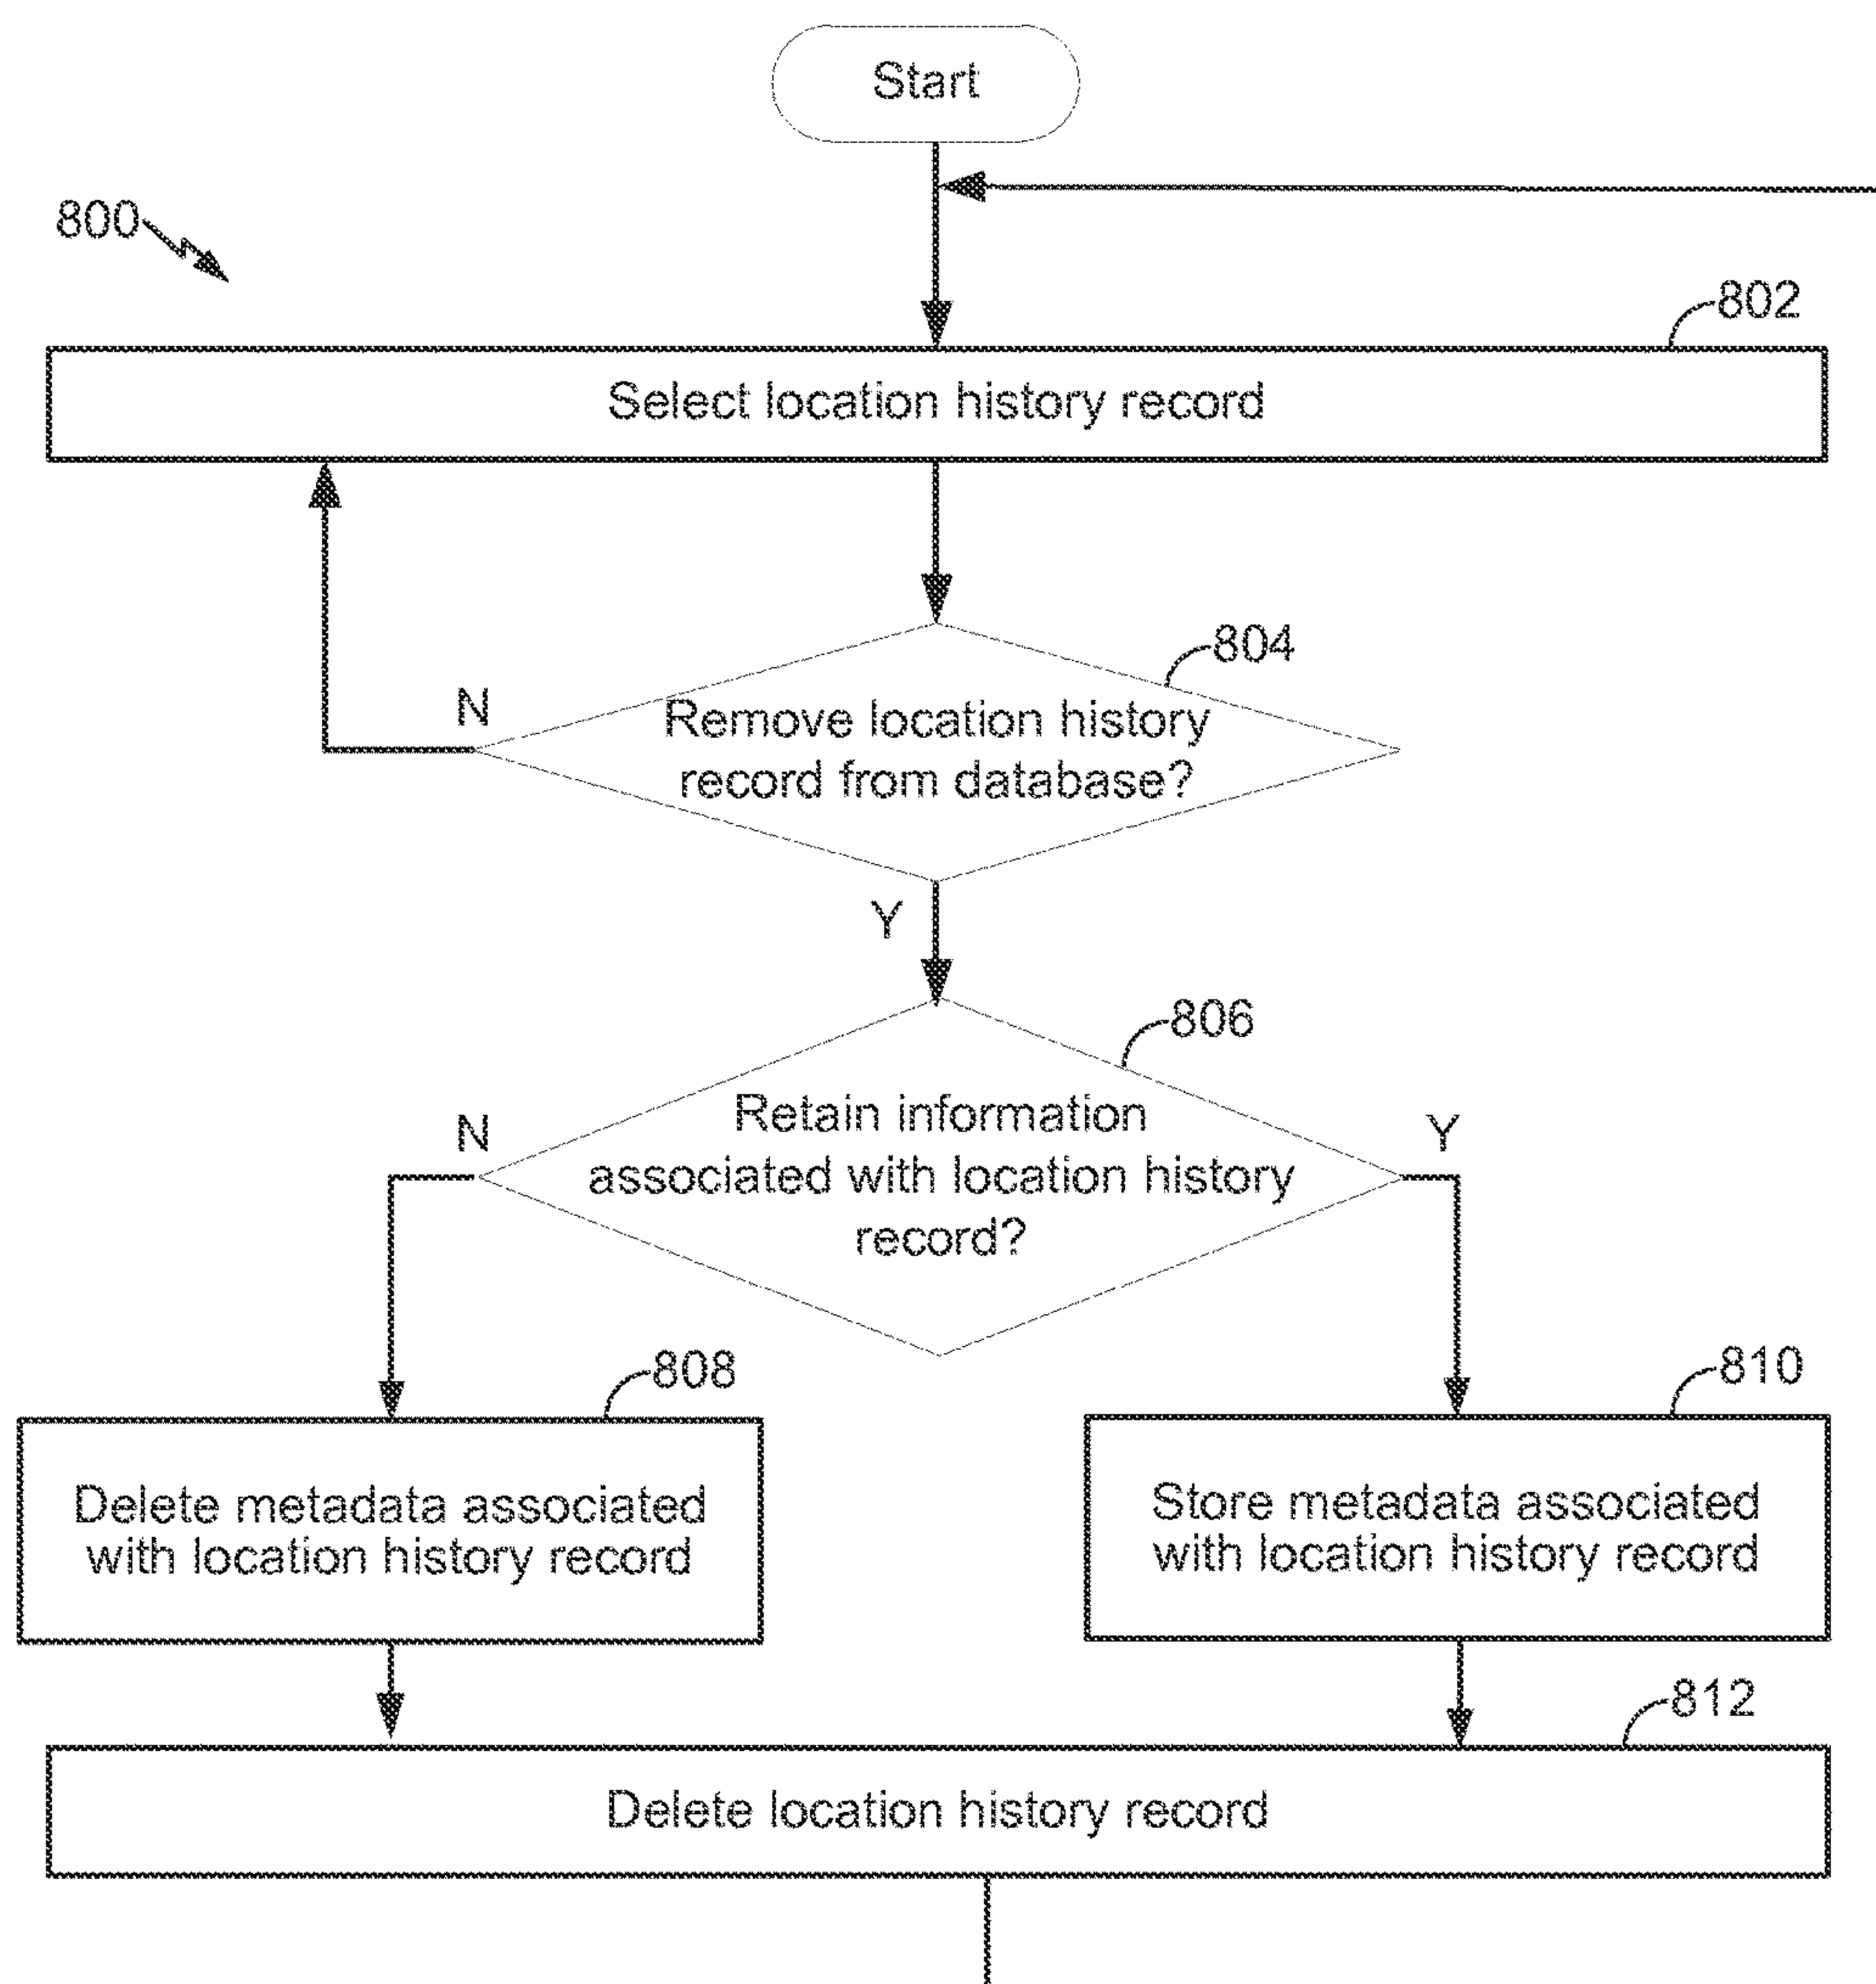 Start
800
802
Select location history record
804
N
Remove location history
record from database?
Y
806
Retain information
associated with location history
record?
N
Y
808
810
Delete metadata associated
with location history record
Store metadata associated
with location history record
812
Delete location history record